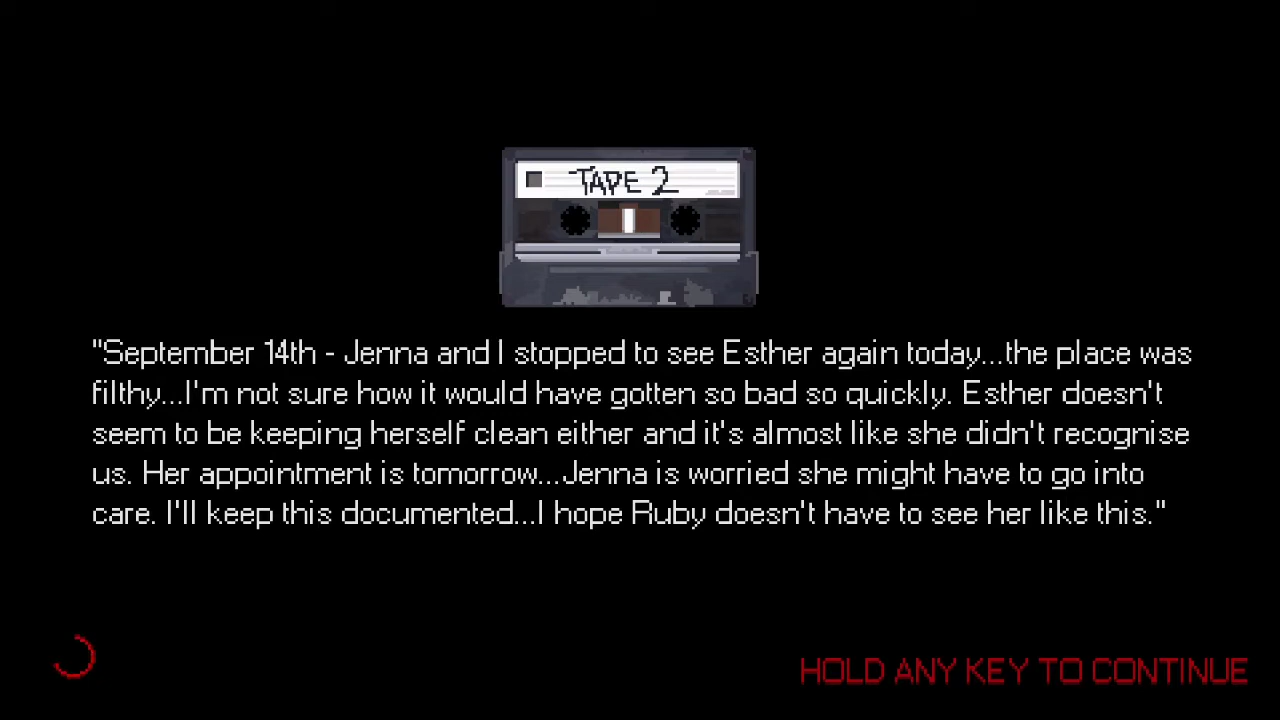 TAPE 2
"September 14th - Jenna and I stopped to see Esther again today...the place was
filthy...I'm not sure how it would have gotten so bad so quickly. Esther doesn't
seem to be keeping herself clean either and it's almost like she didn't recognise
us. Her appointment is tomorrow...Jenna is worried she might have to go into
care. I'll keep this documented...I hope Ruby doesn't have to see her like this."
HOLD ANY KEY TO CONTINUE